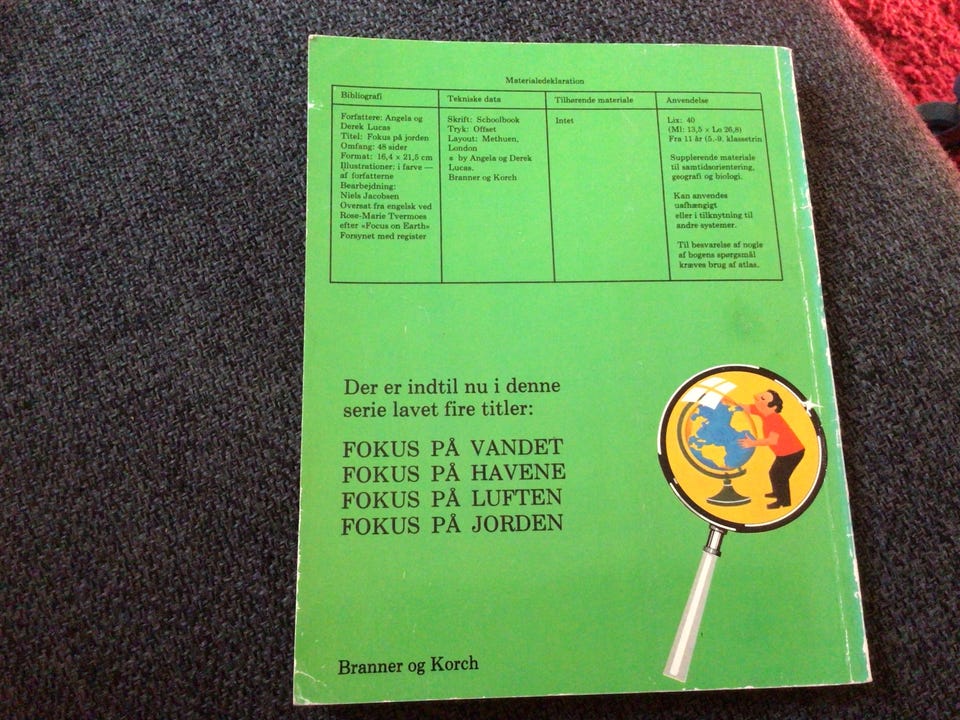 Materialedeklaration
Bibliografi
Forfattere: Angela og
Derek Lucas
Titel: Fokus på jorden
Omfang: 48 sider
Format: 16,4 x 21,5 cm
Illustrationer: i farve —
af forfatterne
Bearbejdning:
Niels Jacobsen
Oversat fra engelsk ved
Rose-Marie Tvermoes
efter »Focus on Earth«
Forsynet med register
Tekniske data
Skrift: Schoolbook
Tryk: Offset
Layout: Methuen,
London
by Angela og Derek
Lucas.
Branner og Korch
Tilhørende materiale
Intet
Anvendelse
Lix: 40
(Ml: 13,5 × Lo 26,8)
Fra 11 år (5.-9. klassetrin
Supplerende materiale
til samtidsorientering,
geografi og biologi.
Kan anvendes
uafhængigt
eller i tilknytning til
andre systemer.
Til besvarelse af nogle
af bogens spørgsmål
kræves brug af atlas.
Der er indtil nu i denne
serie lavet fire titler:
FOKUS PÅ VANDET
FOKUS PÅ HAVENE
FOKUS PÅ LUFTEN
FOKUS PÅ JORDEN
Branner og Korch